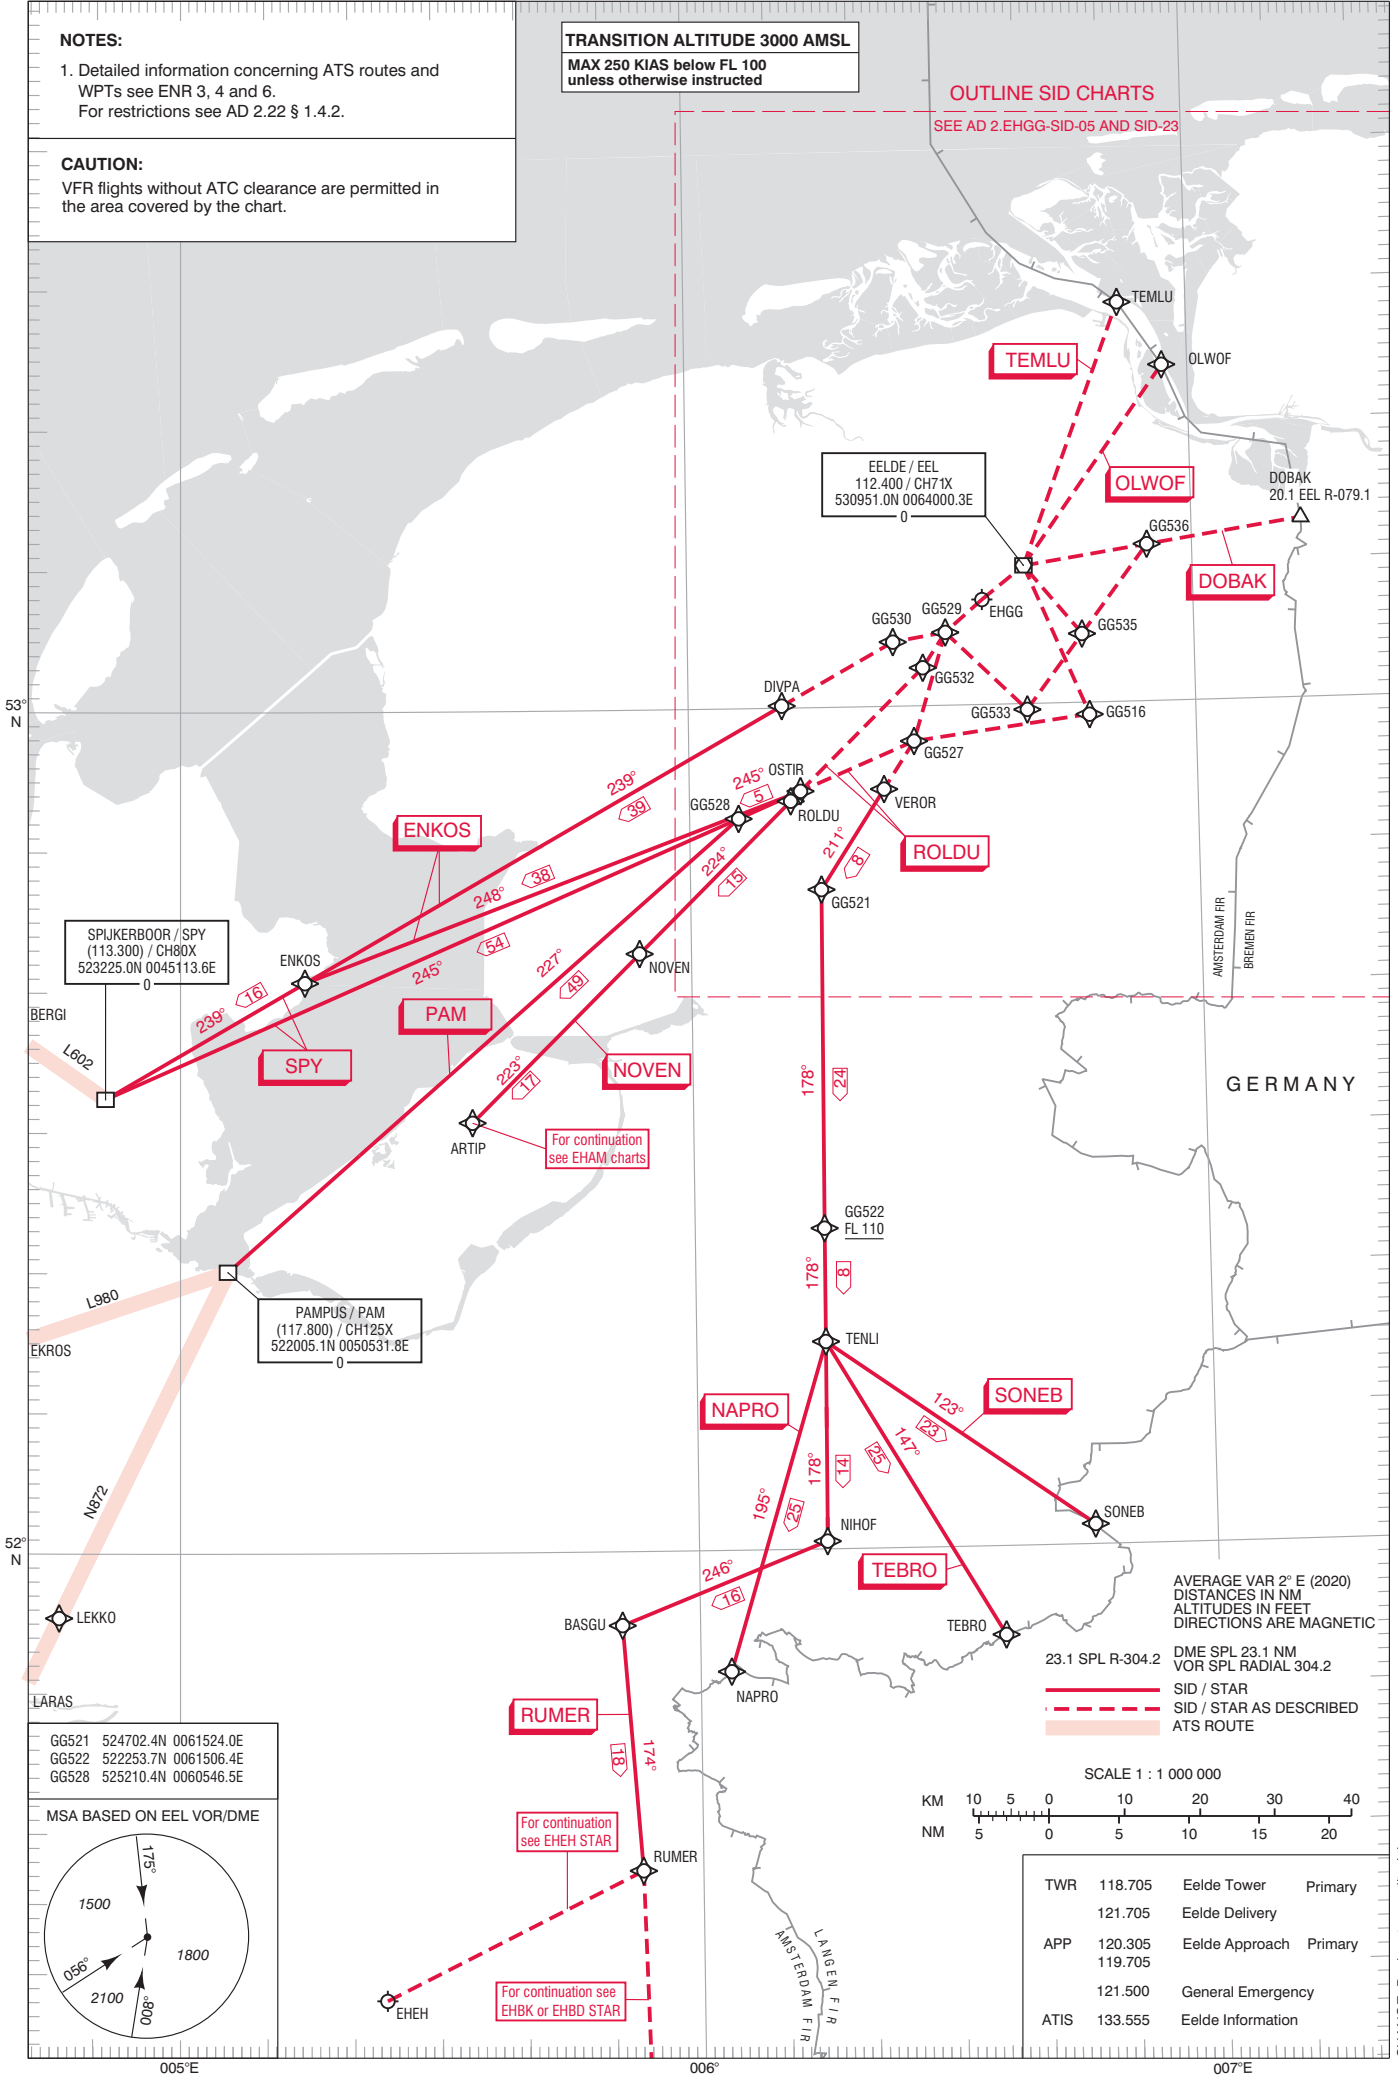 NOTES:
1. Detailed information concerning ATS routes and
WPTs see ENR 3, 4 and 6.
For restrictions see AD 2.22 § 1.4.2.
CAUTION:
VFR flights without ATC clearance are permitted in
the area covered by the chart.
TRANSITION ALTITUDE 3000 AMSL
MAX 250 KIAS below FL 100
unless otherwise instructed
OUTLINE SID CHARTS
SEE AD 2.EHGG-SID-05 AND SID-23
TEMLU
TEMLU
OLWOF
OLWOF
EELDE / EEL
112.400 / CH71X
530951.0N 0064000.3E
0
DOBAK
20.1 EEL R-079.1
GG536
DOBAK
EHGG
GG529
GG530
GG535
GG532
DIVPA
53°
N
GG533
GG516
GG527
239°
39
245°
5
OSTIR
ROLDU
VEROR
GG528
ENKOS
ROLDU
211°
8
224°
15
248°
38
GG521
54
245°
SPIJKERBOOR / SPY
(113.300) / CH80X
523225.0N 0045113.6E
0
ENKOS
227°
49
NOVEN
AMSTERDAM FIR
BREMEN FIR
239°
16
BERGI
L602
PAM
SPY
NOVEN
223°
17
178°
24
GERMANY
ARTIP
For continuation
see EHAM charts
GG522
FL 110
178°
8
L980
EKROS
PAMPUS / PAM
(117.800) / CH125X
522005.1N 0050531.8E
0
TENLI
NAPRO
SONEB
123°
23
147°
25
178°
14
195°
25
N872
SONEB
NIHOF
52°
N
246°
16
TEBRO
LEKKO
BASGU
TEBRO
NAPRO
LARAS
AVERAGE VAR 2° E (2020)
DISTANCES IN NM
ALTITUDES IN FEET
DIRECTIONS ARE MAGNETIC
23.1 SPL R-304.2
DME SPL 23.1 NM
VOR SPL RADIAL 304.2
SID / STAR
SID / STAR AS DESCRIBED
ATS ROUTE
RUMER
174°
18
GG521 524702.4N 0061524.0E
GG522 522253.7N 0061506.4E
GG528 525210.4N 0060546.5E
SCALE 1 : 1 000 000
KM 10 5 0 10 20 30 40
NM 5 0 5 10 15 20
MSA BASED ON EEL VOR/DME
175°
1500
1800
056°
2100
008°
For continuation
see EHEH STAR
RUMER
EHEH
For continuation see
EHBK or EHBD STAR
AMSTERDAM FIR
LANGEN FIR
TWR 118.705 Eelde Tower Primary
121.705 Eelde Delivery
APP 120.305 Eelde Approach Primary
119.705
121.500 General Emergency
ATIS 133.555 Eelde Information
005°E
006°
007°E